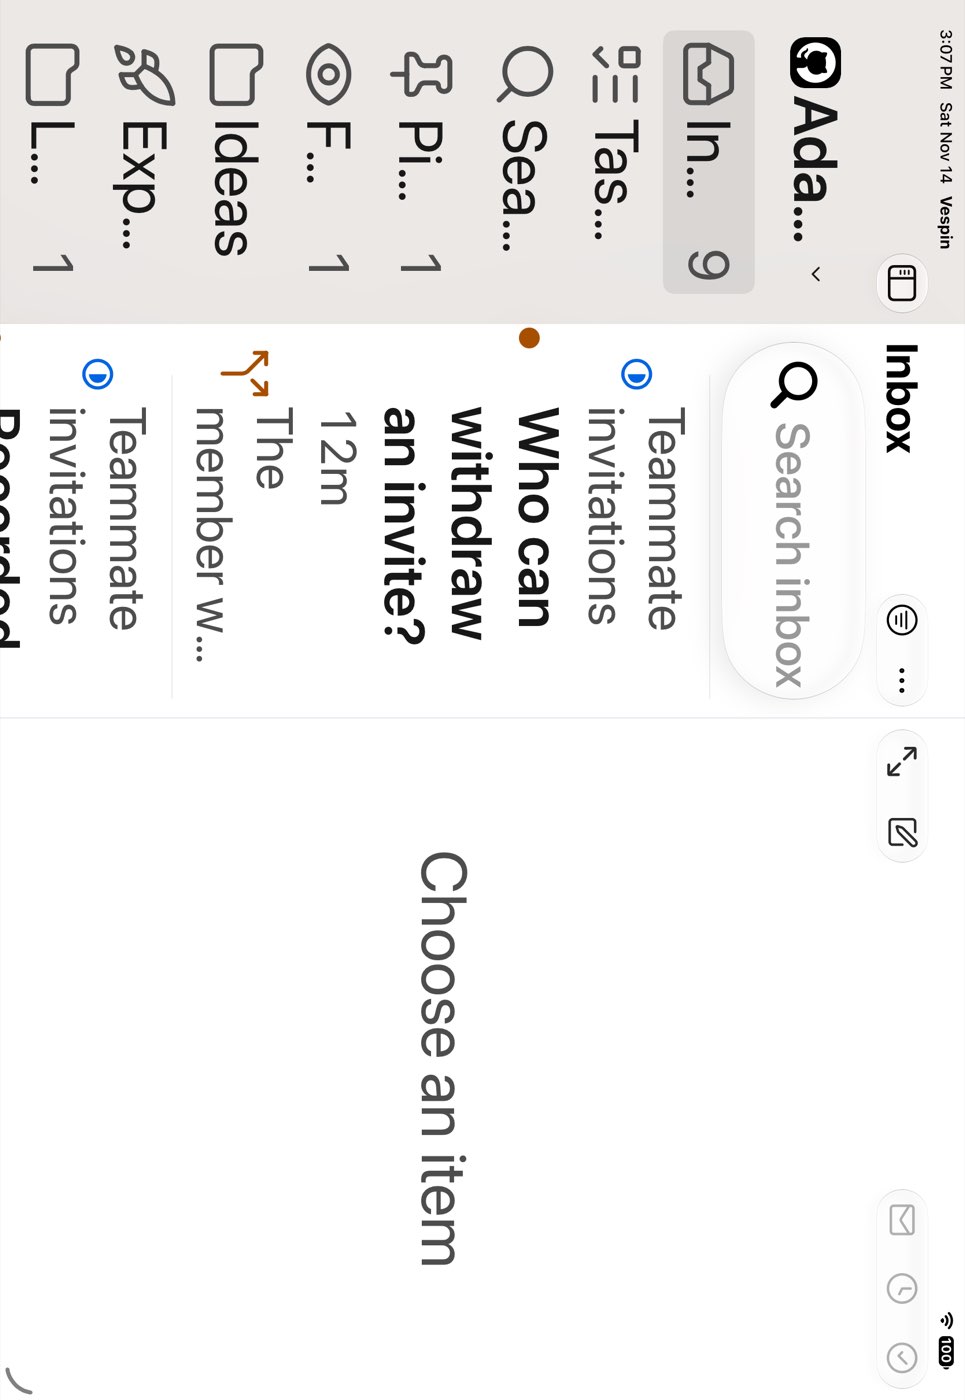 3:07 PM Sat Nov 14 Vespin
100
Ada...
In... 9
Tas...
Sea...
Pi... 1
F... 1
Ideas
Exp...
L... 1
Inbox
Search inbox
Teammate
invitations
Who can
withdraw
an invite?
12m
The
member w...
Teammate
invitations
Recorded
Choose an item